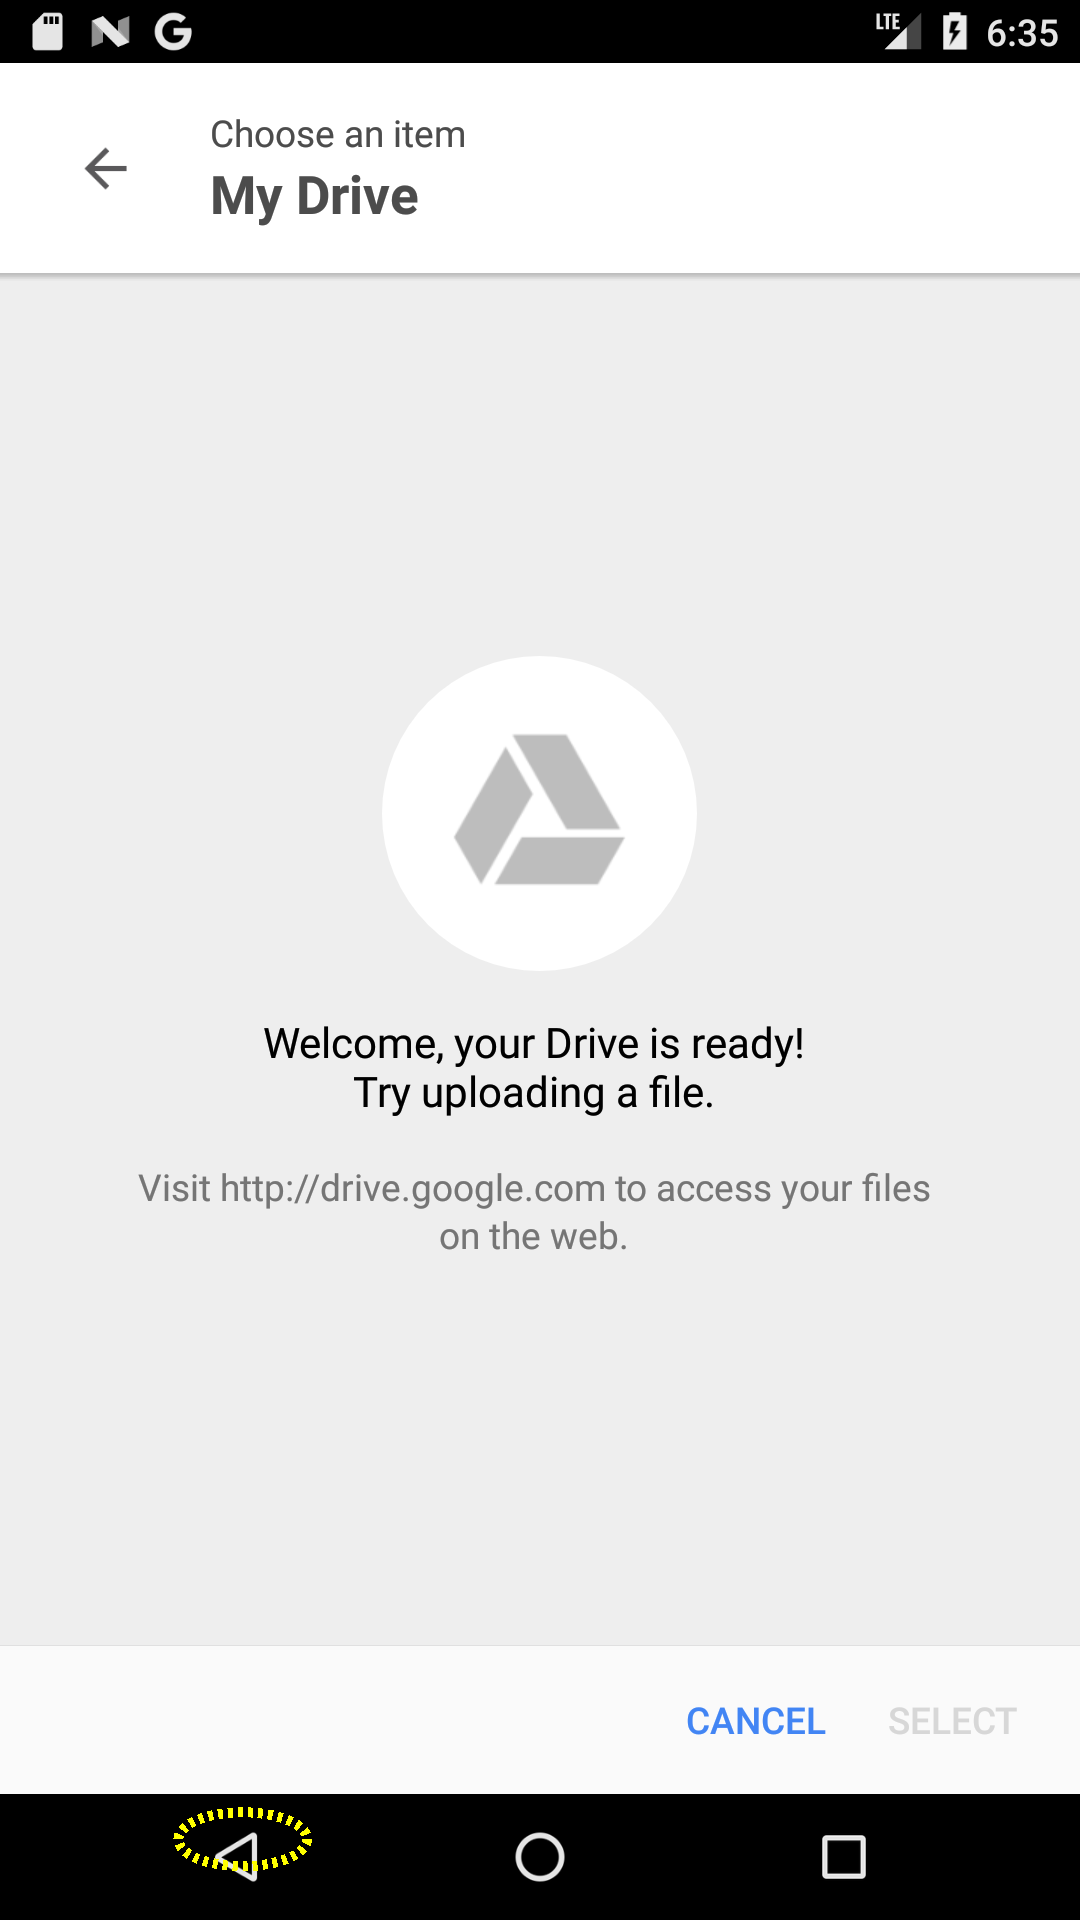 LTE 6:35
Choose an item
My Drive
Welcome, your Drive is ready!
Try uploading a file.
Visit http://drive.google.com to access your files
on the web.
CANCEL SELECT